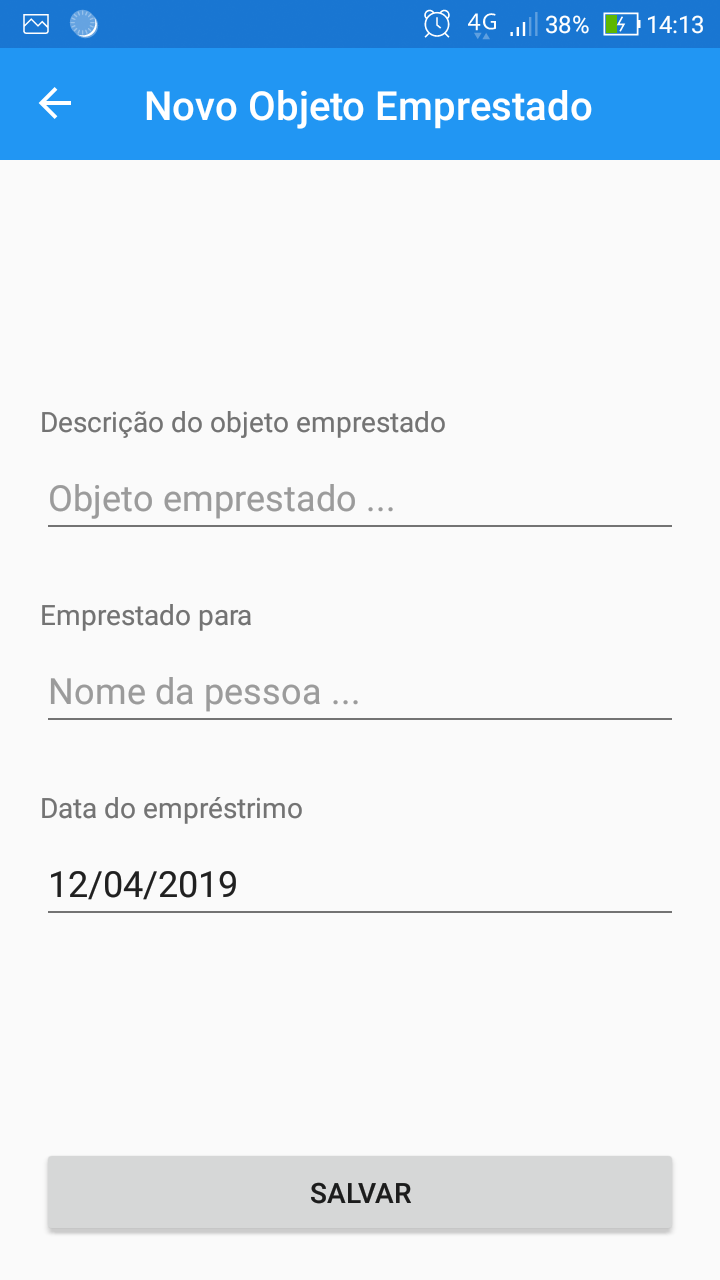 4G 38% 14:13
Novo Objeto Emprestado
Descrição do objeto emprestado
Objeto emprestado ...
Emprestado para
Nome da pessoa ...
Data do empréstrimo
12/04/2019
SALVAR